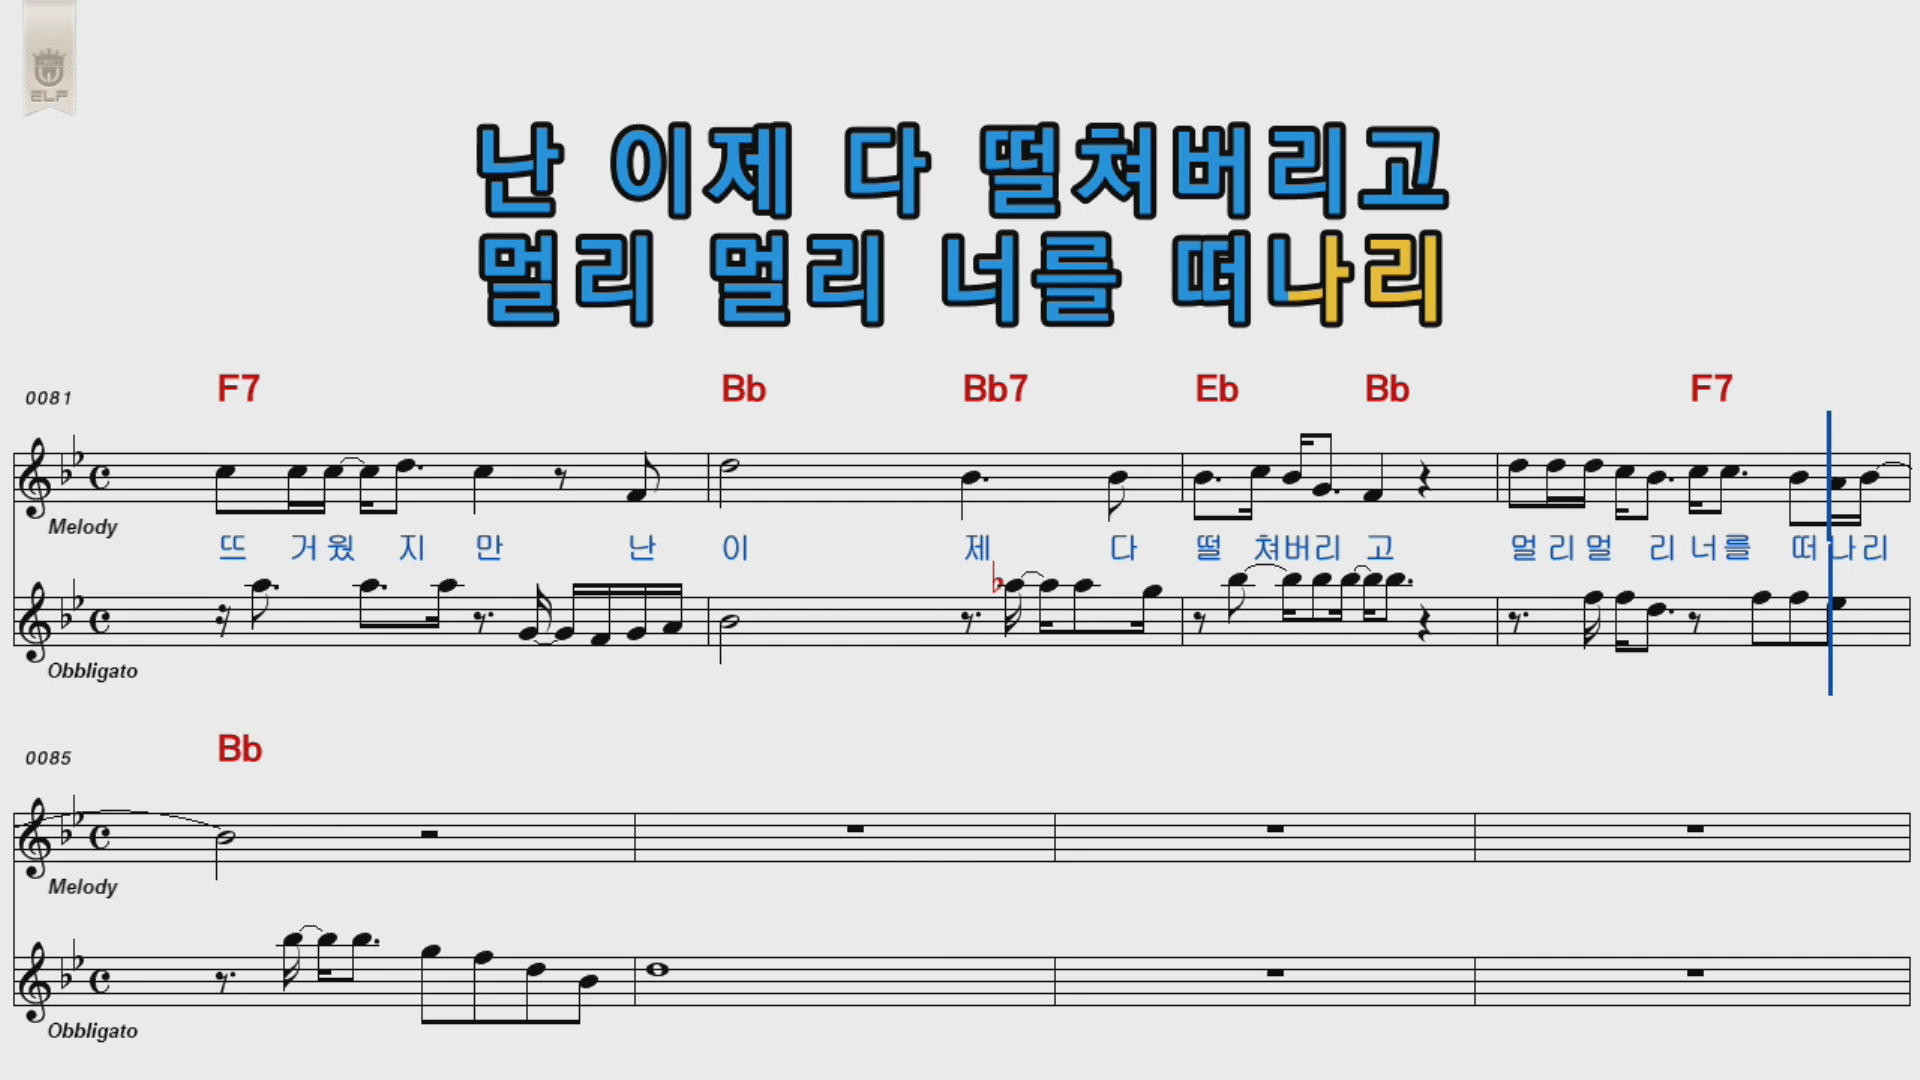 ELF
난 이제 다 떨쳐버리고
멀리 멀리 너를 떠나리
0081 F7 Bb Bb7 Eb Bb F7
Melody
뜨 거웠 지 만 난 이 제 다 떨 쳐버리 고 멀 리 멀 리 너 를 떠 나 리
Obbligato
0085 Bb
Melody
Obbligato